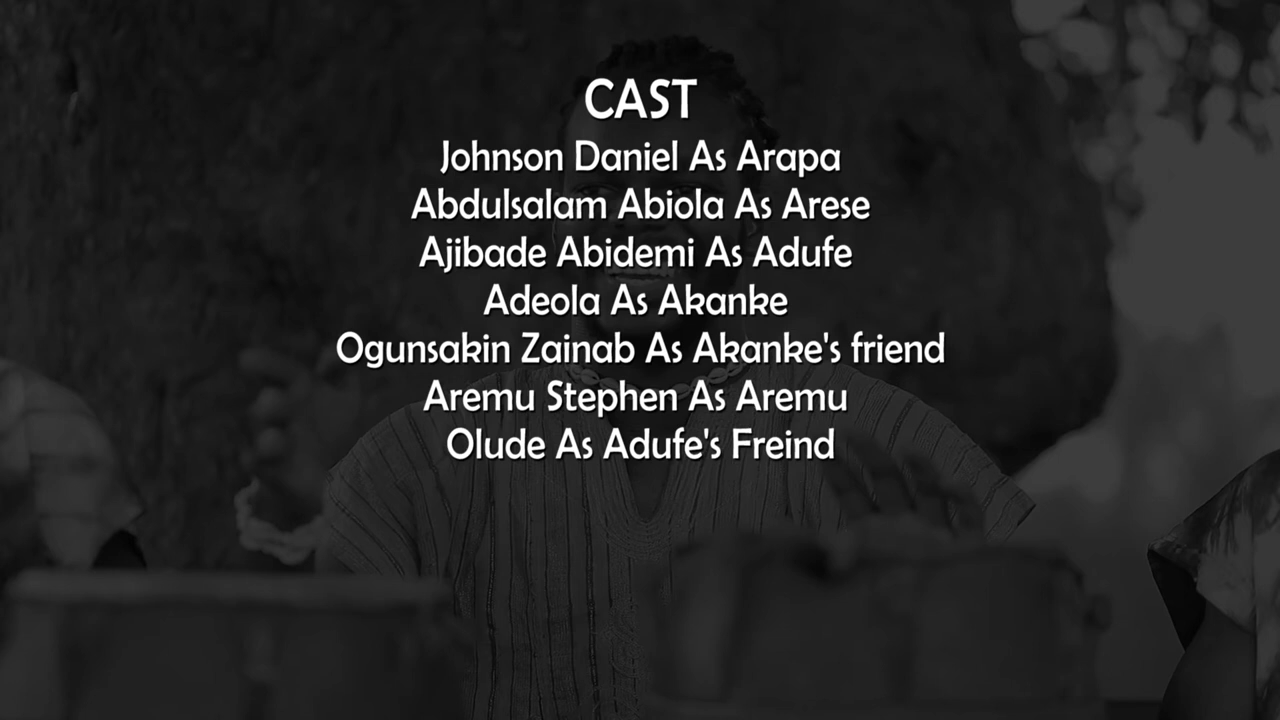 CAST
Johnson Daniel As Arapa
Abdulsalam Abiola As Arese
Ajibade Abidemi As Adufe
Adeola As Akanke
Ogunsakin Zainab As Akanke's friend
Aremu Stephen As Aremu
Olude As Adufe's Freind